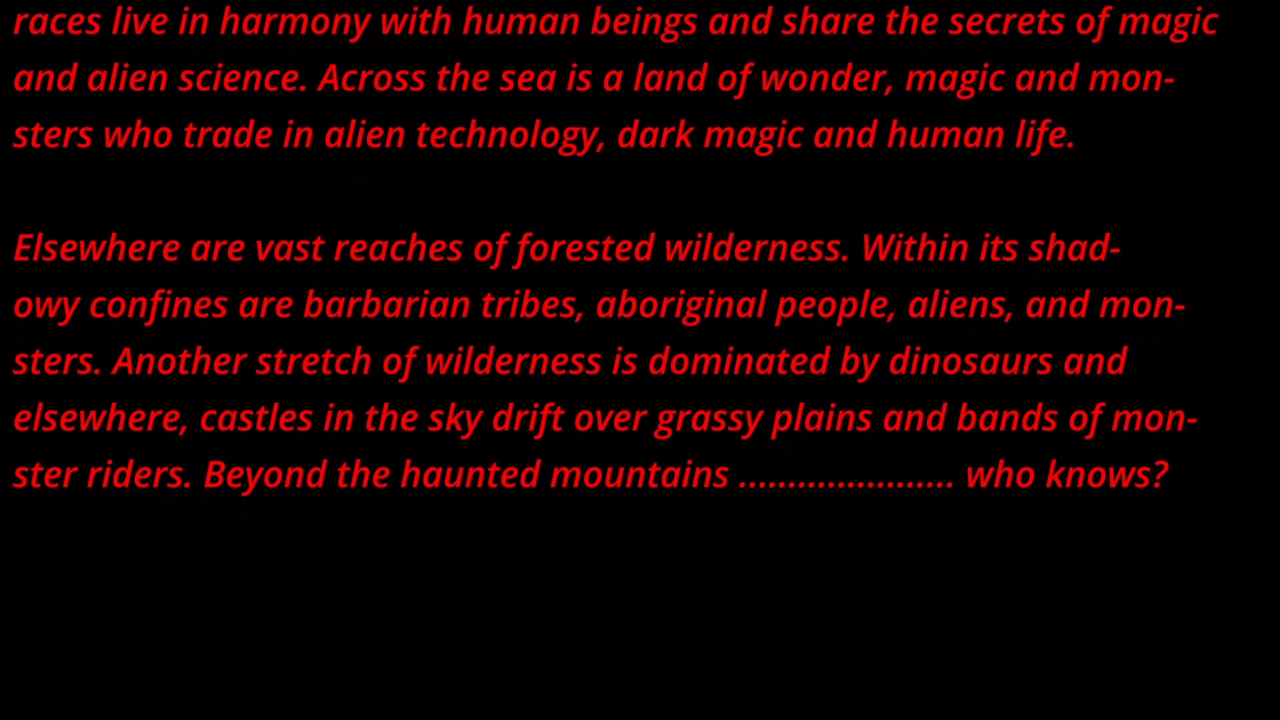 races live in harmony with human beings and share the secrets of magic
and alien science. Across the sea is a land of wonder, magic and mon-
sters who trade in alien technology, dark magic and human life.
Elsewhere are vast reaches of forested wilderness. Within its shad-
owy confines are barbarian tribes, aboriginal people, aliens, and mon-
sters. Another stretch of wilderness is dominated by dinosaurs and
elsewhere, castles in the sky drift over grassy plains and bands of mon-
ster riders. Beyond the haunted mountains ...................... who knows?